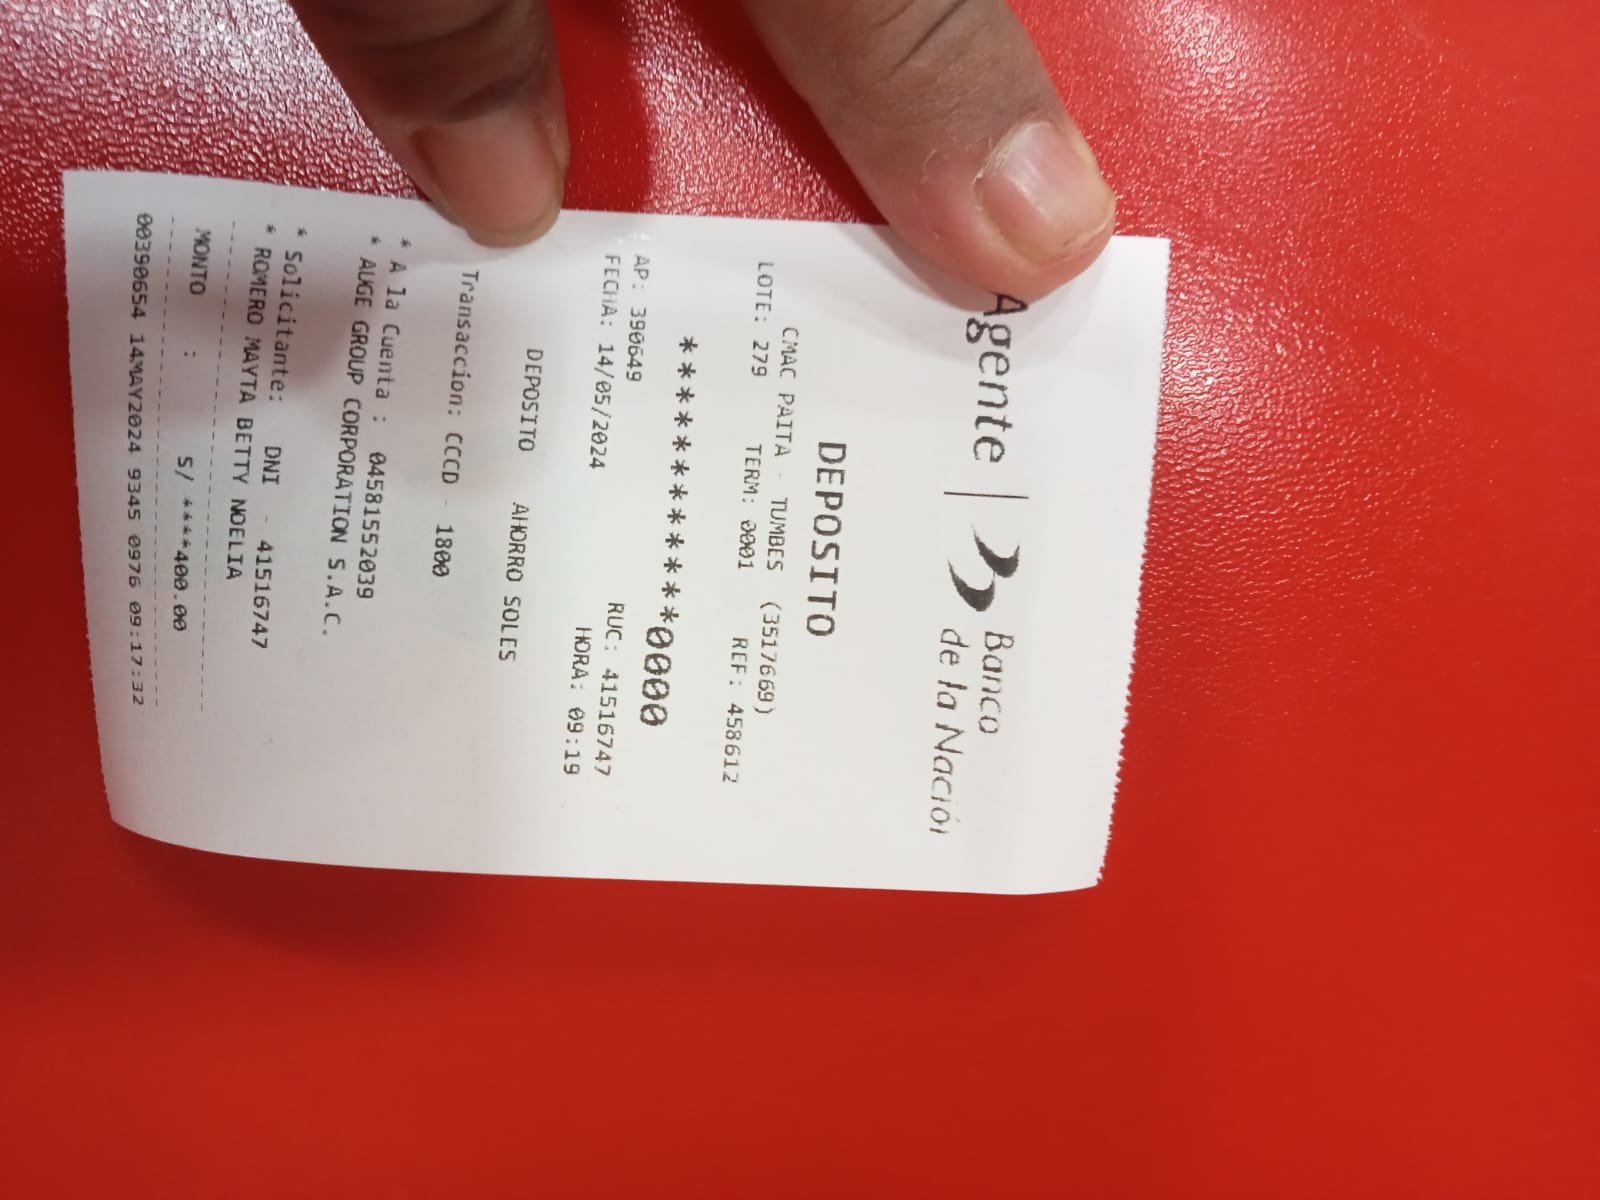 Agente | Banco
de la Nación
DEPOSITO
CMAC PAITA - TUMBES (3517669)
LOTE: 279 TERM: 0001 REF: 458612
************0000
AP: 390649 RUC: 41516747
FECHA: 14/05/2024 HORA: 09:19
DEPOSITO AHORRO SOLES
Transaccion: CCCD - 1800
* A la Cuenta : 04581552039
* AUGE GROUP CORPORATION S.A.C.
* Solicitante: DNI - 41516747
* ROMERO MAYTA BETTY NOELIA
MONTO : S/ ****400.00
00390654 14MAY2024 9345 0976 09:17:32